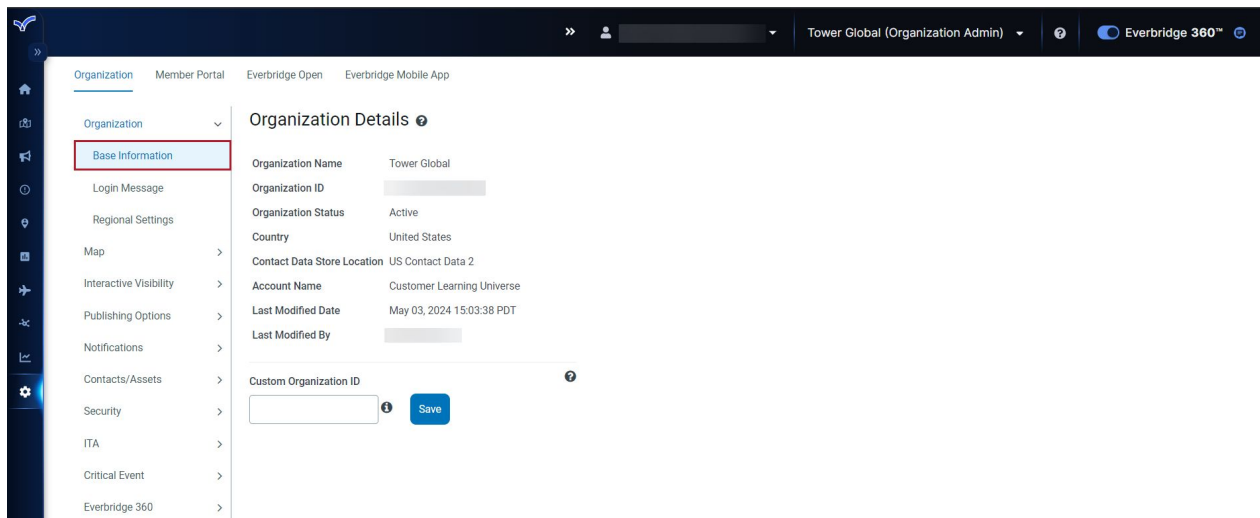 Tower Global (Organization Admin)
Everbridge 360™
Organization Member Portal Everbridge Open Everbridge Mobile App
Organization
Base Information
Login Message
Regional Settings
Map
Interactive Visibility
Publishing Options
Notifications
Contacts/Assets
Security
ITA
Critical Event
Everbridge 360
Organization Details
Organization Name Tower Global
Organization ID
Organization Status Active
Country United States
Contact Data Store Location US Contact Data 2
Account Name Customer Learning Universe
Last Modified Date May 03, 2024 15:03:38 PDT
Last Modified By
Custom Organization ID
Save